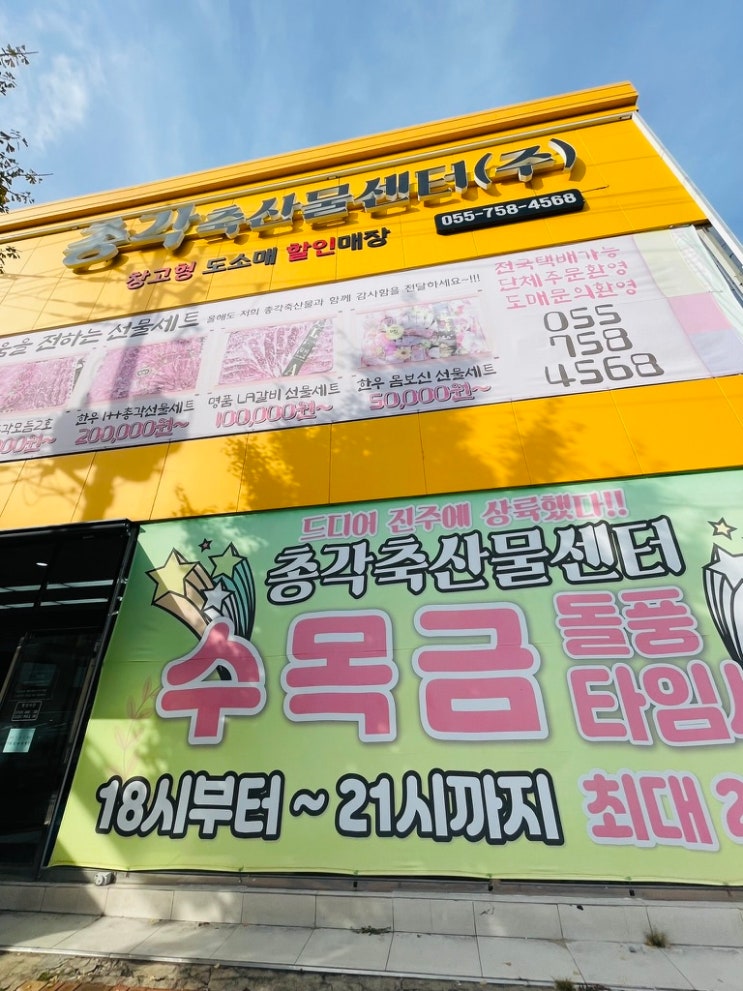 총각축산물센터(주)
055-758-4568
창고형 도소매 할인매장
전하는 선물세트 올해도 저희 총각축산물과 함께 감사함을 전달하세요~!!!
전국택배가능
단체주문환영
도매문의환영
055
758
4568
한우 1++총각선물세트
200,000원~
명품 LA갈비 선물세트
100,000원~
한우 몸보신 선물세트
50,000원~
드디어 진주에 상륙했다!!
총각축산물센터
수목금 돌풍
타임
18시부터 ~ 21시까지 최대